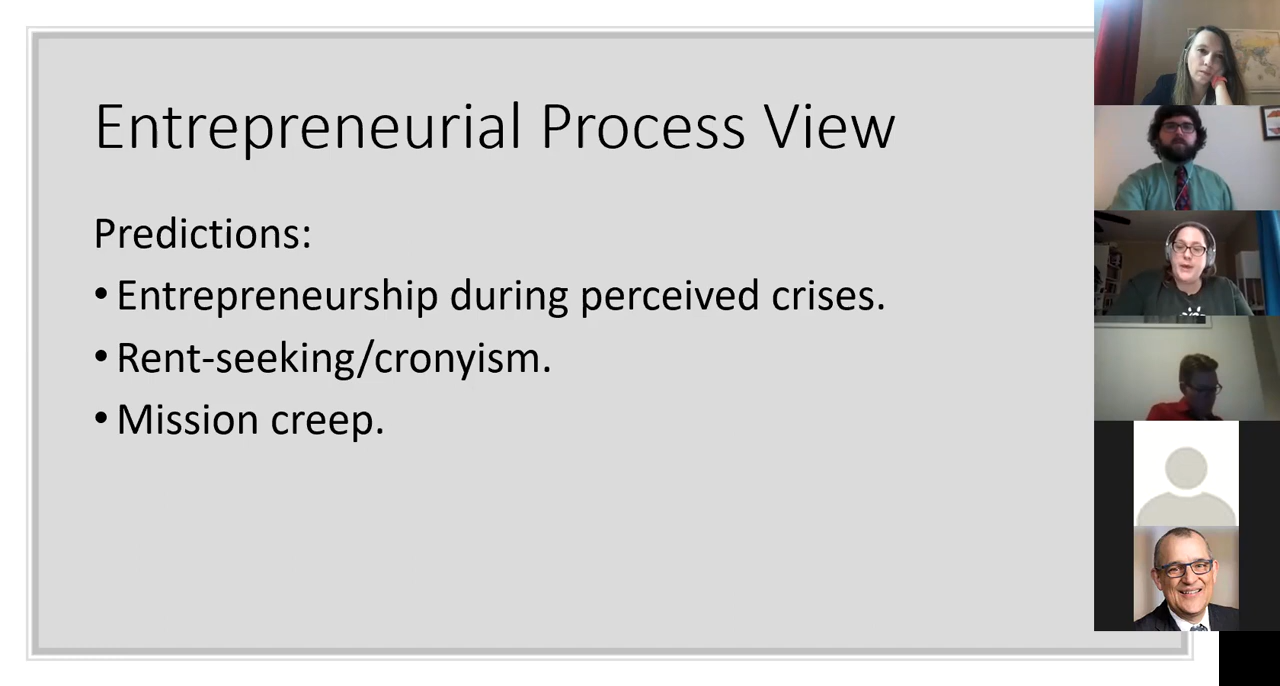 Entrepreneurial Process View
Predictions:
• Entrepreneurship during perceived crises.
• Rent-seeking/cronyism.
• Mission creep.